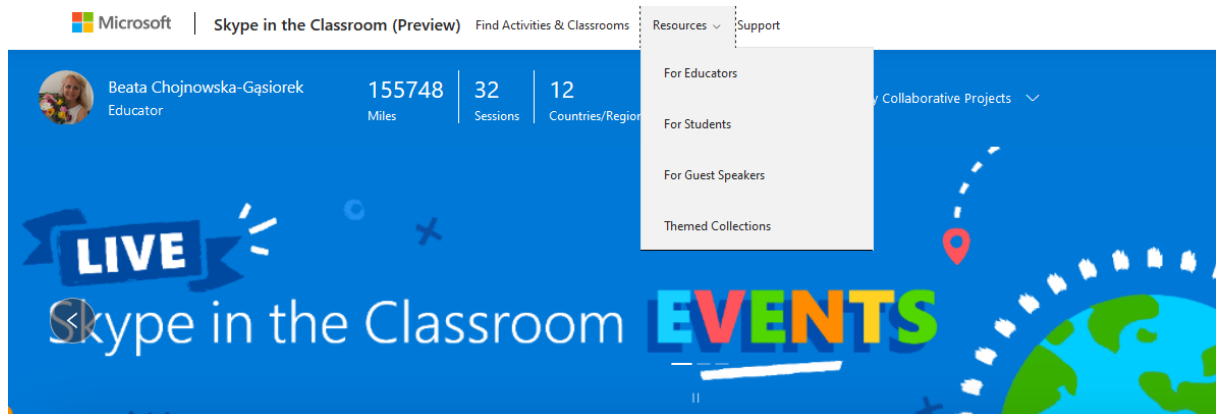 Microsoft Skype in the Classroom (Preview) Find Activities & Classrooms Resources Support
For Educators
For Students
For Guest Speakers
Themed Collections
Beata Chojnowska-Gąsiorek
Educator
155748
Miles
32
Sessions
12
Countries/Region
y Collaborative Projects
LIVE
Skype in the Classroom EVENTS